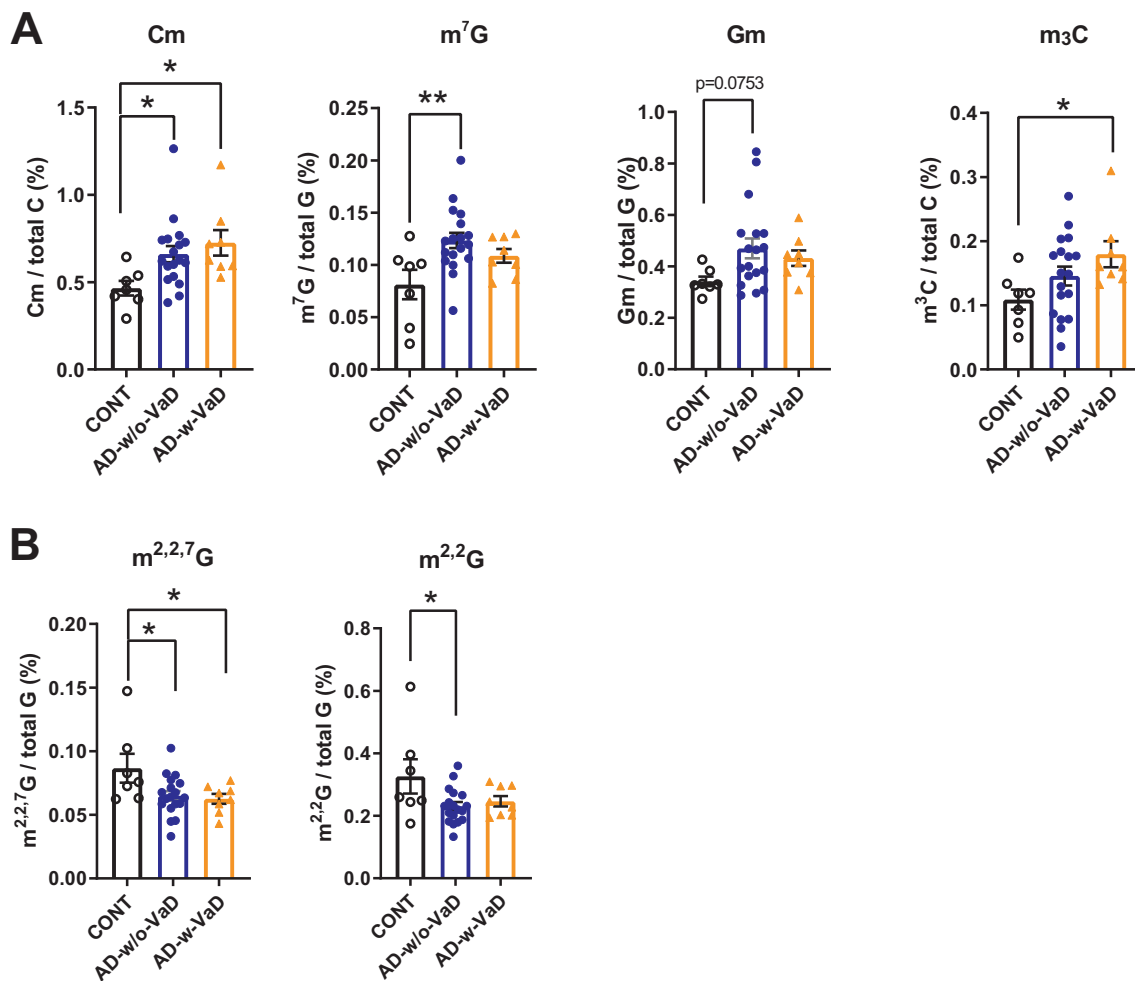 A
Cm
m⁷G
Gm
m₃C
*
*
**
p=0.0753
*
Cm / total C (%)
1.5
1.0
0.5
0.0
CONT
AD-w/o-VaD
AD-w-VaD
m⁷G / total G (%)
0.25
0.20
0.15
0.10
0.05
0.00
CONT
AD-w/o-VaD
AD-w-VaD
Gm / total G (%)
1.0
0.8
0.6
0.4
0.2
0.0
CONT
AD-w/o-VaD
AD-w-VaD
m³C / total C (%)
0.4
0.3
0.2
0.1
0.0
CONT
AD-w/o-VaD
AD-w-VaD
B
m²,²,⁷G
m²,²G
*
*
*
m²,²,⁷G / total G (%)
0.20
0.15
0.10
0.05
0.00
CONT
AD-w/o-VaD
AD-w-VaD
m²,²G / total G (%)
0.8
0.6
0.4
0.2
0.0
CONT
AD-w/o-VaD
AD-w-VaD